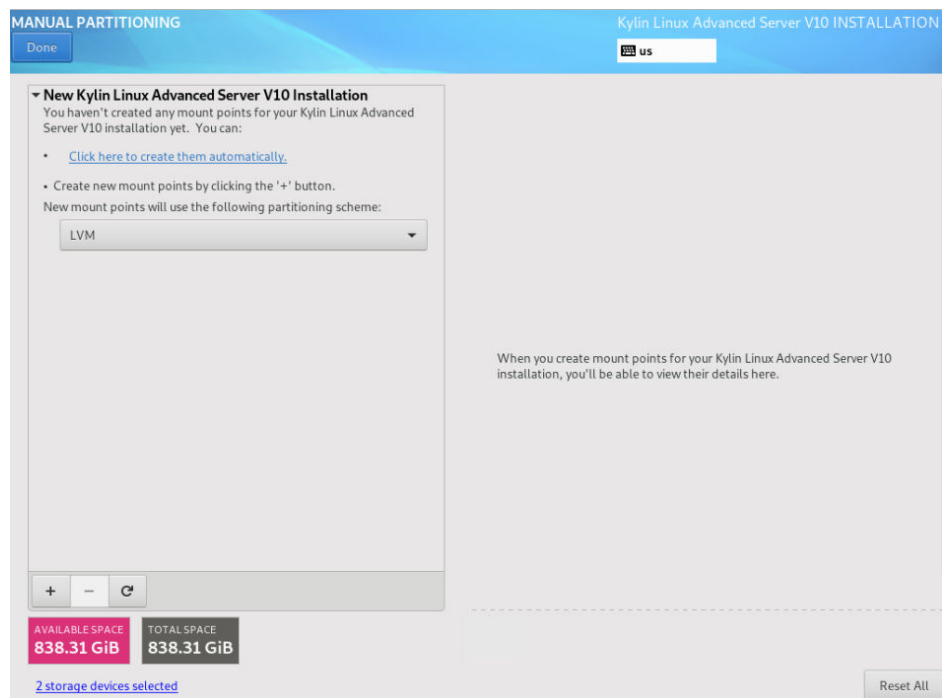 MANUAL PARTITIONING
Kylin Linux Advanced Server V10 INSTALLATION
Done
us
New Kylin Linux Advanced Server V10 Installation
You haven't created any mount points for your Kylin Linux Advanced
Server V10 installation yet. You can:
• Click here to create them automatically.
• Create new mount points by clicking the '+' button.
New mount points will use the following partitioning scheme:
LVM
When you create mount points for your Kylin Linux Advanced Server V10
installation, you'll be able to view their details here.
+ −
AVAILABLE SPACE
838.31 GiB
TOTAL SPACE
838.31 GiB
2 storage devices selected
Reset All